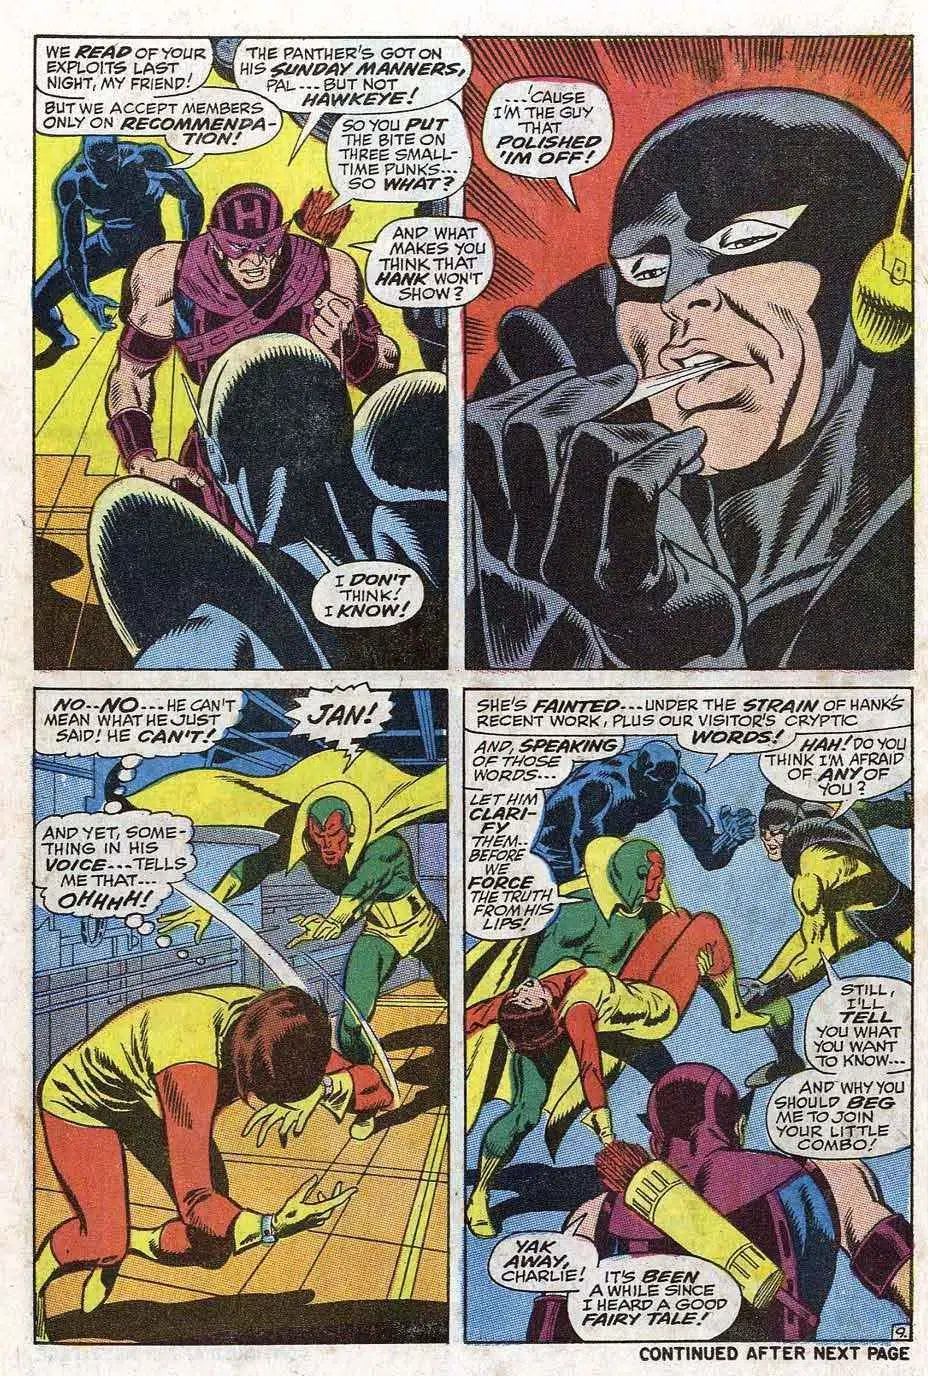 WE READ OF YOUR
EXPLOITS LAST
NIGHT, MY FRIEND!
BUT WE ACCEPT MEMBERS
ONLY ON RECOMMENDA-
TION!
THE PANTHER'S GOT ON
HIS SUNDAY MANNERS,
PAL---BUT NOT
HAWKEYE!
SO YOU PUT
THE BITE ON
THREE SMALL-
TIME PUNKS...
SO WHAT?
AND WHAT
MAKES YOU
THINK THAT
HANK WON'T
SHOW?
I DON'T
THINK!
I KNOW!
---'CAUSE
I'M THE GUY
THAT
POLISHED
'IM OFF!
H
NO--NO---HE CAN'T
MEAN WHAT HE JUST
SAID! HE CAN'T!
JAN!
AND YET, SOME-
THING IN HIS
VOICE---TELLS
ME THAT---
OHHHH!
SHE'S FAINTED---UNDER THE STRAIN OF HANK'S
RECENT WORK, PLUS OUR VISITOR'S CRYPTIC
WORDS!
AND, SPEAKING
OF THOSE
WORDS...
LET HIM
CLARI-
FY
THEM--
BEFORE
WE
FORCE
THE TRUTH
FROM HIS
LIPS!
HAH! DO YOU
THINK I'M AFRAID
OF ANY OF
YOU?
STILL,
I'LL
TELL
YOU WHAT
YOU WANT
TO KNOW---
AND WHY YOU
SHOULD BEG
ME TO JOIN
YOUR LITTLE
COMBO!
YAK
AWAY,
CHARLIE!
IT'S BEEN
A WHILE SINCE
I HEARD A GOOD
FAIRY TALE!
9.
CONTINUED AFTER NEXT PAGE